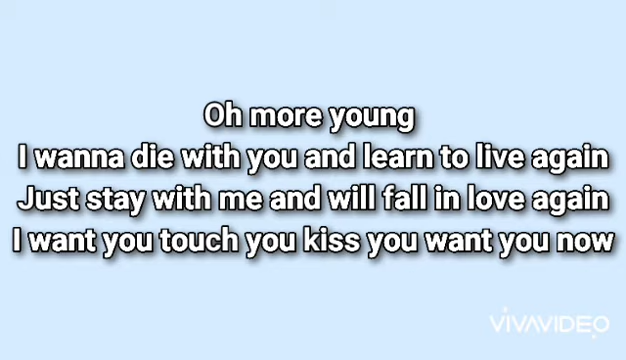 Oh more young
I wanna die with you and learn to live again
Just stay with me and will fall in love again
I want you touch you kiss you want you now
VIVAVIDEO